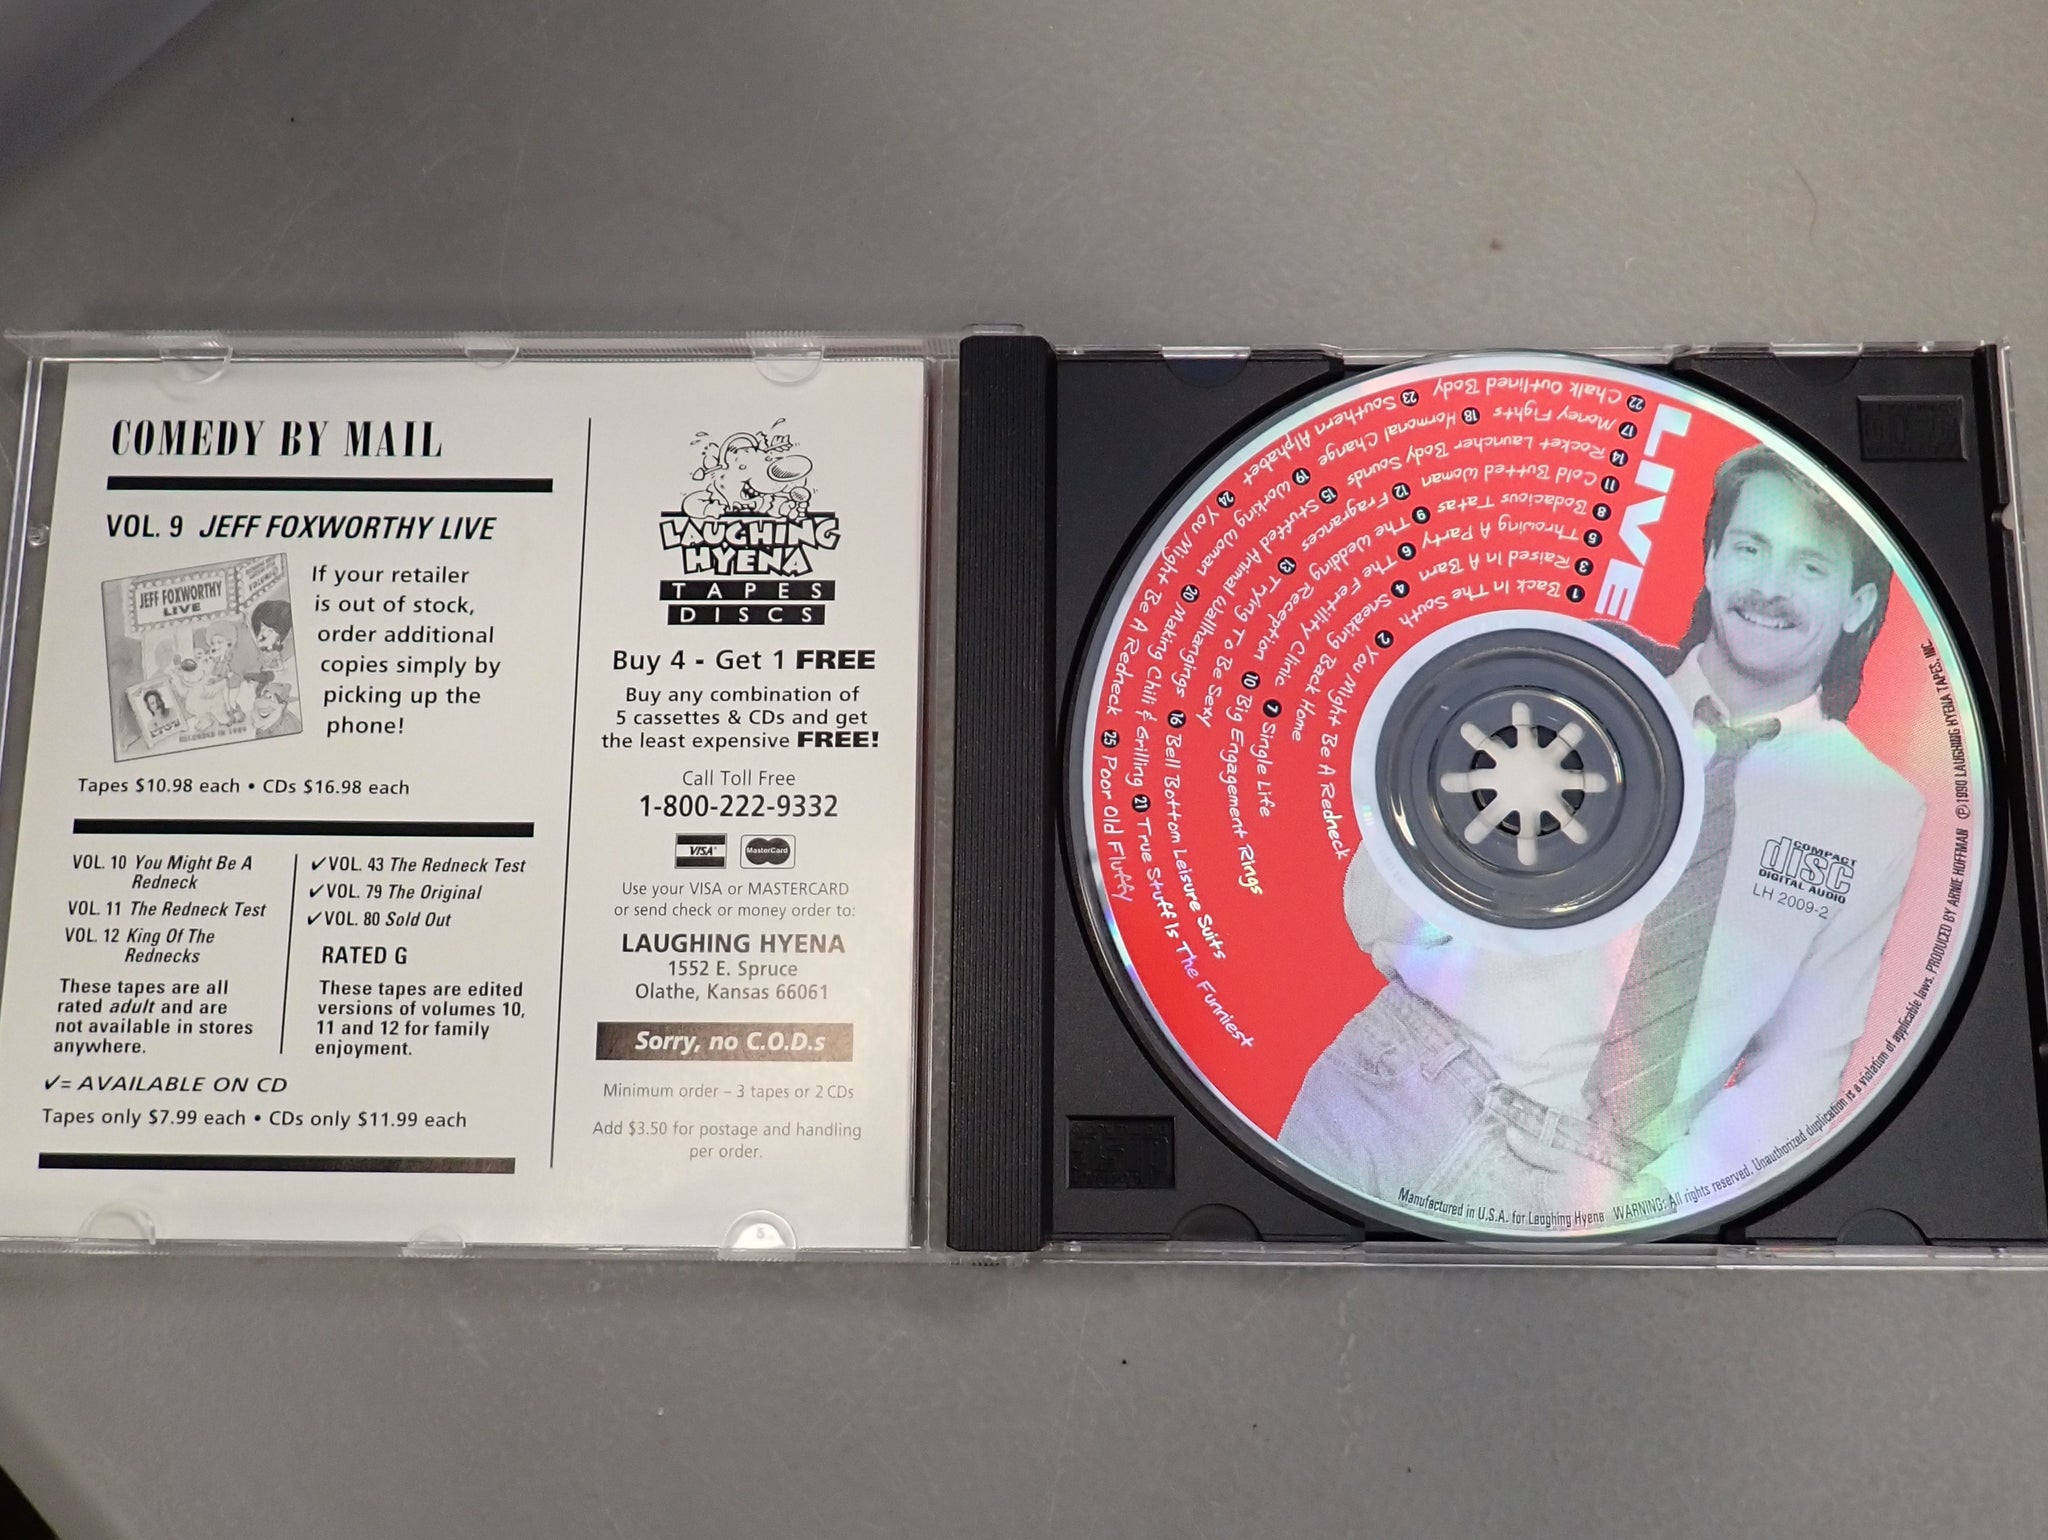 COMEDY BY MAIL
VOL. 9 JEFF FOXWORTHY LIVE
JEFF FOXWORTHY
LIVE
RECORDED IN 1989
If your retailer
is out of stock,
order additional
copies simply by
picking up the
phone!
Tapes $10.98 each • CDs $16.98 each
VOL. 10 You Might Be A
Redneck
VOL. 11 The Redneck Test
VOL. 12 King Of The
Rednecks
These tapes are all
rated adult and are
not available in stores
anywhere.
✓VOL. 43 The Redneck Test
✓VOL. 79 The Original
✓VOL. 80 Sold Out
RATED G
These tapes are edited
versions of volumes 10,
11 and 12 for family
enjoyment.
✓= AVAILABLE ON CD
Tapes only $7.99 each • CDs only $11.99 each
LAUGHING
HYENA
TAPES
DISCS
Buy 4 - Get 1 FREE
Buy any combination of
5 cassettes & CDs and get
the least expensive FREE!
Call Toll Free
1-800-222-9332
VISA
MasterCard
Use your VISA or MASTERCARD
or send check or money order to:
LAUGHING HYENA
1552 E. Spruce
Olathe, Kansas 66061
Sorry, no C.O.D.s
Minimum order – 3 tapes or 2 CDs
Add $3.50 for postage and handling
per order.
LIVE
1 Back In The South 2 You Might Be A Redneck
3 Raised In A Barn 4 Sneaking Back Home
5 Throwing A Party 6 The Fertility Clinic 7 Single Life
8 Bodacious Tatas 9 The Wedding Reception 10 Big Engagement Rings
11 Cold Butted Woman 12 Fragrances 13 Trying To Be Sexy
14 Rocket Launcher Body Sounds 15 Stuffed Animal Wallhangings 16 Bell Bottom Leisure Suits
17 Money Fights 18 Hormonal Change 19 Working Woman 20 Making Chili & Grilling 21 True Stuff Is The Funniest
22 Chalk Outlined Body 23 Southern Alphabet 24 You Might Be A Redneck 25 Poor Old Fluffy
COMPACT
disc
DIGITAL AUDIO
LH 2009-2
Manufactured in U.S.A. for Laughing Hyena WARNING: All rights reserved. Unauthorized duplication is a violation of applicable laws. PRODUCED BY ARNIE HOFFMAN ℗1990 LAUGHING HYENA TAPES, INC.